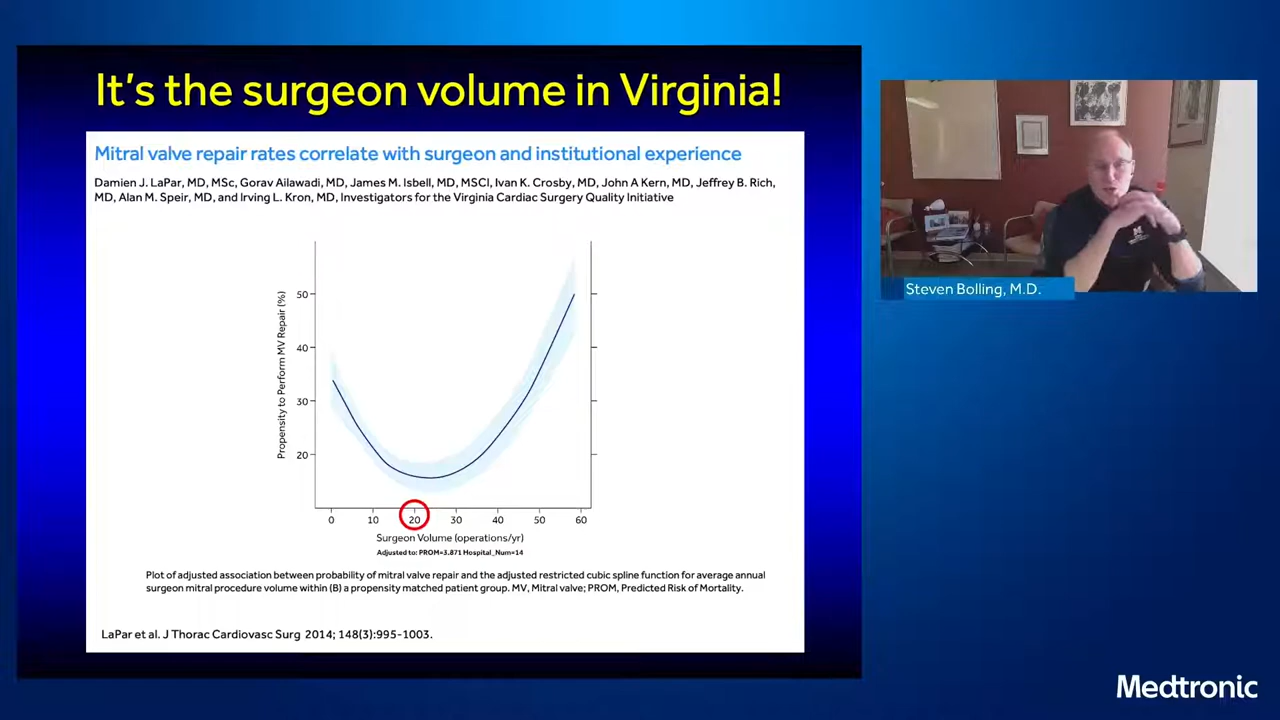 It's the surgeon volume in Virginia!
Mitral valve repair rates correlate with surgeon and institutional experience
Damien J. LaPar, MD, MSc, Gorav Ailawadi, MD, James M. Isbell, MD, MSCI, Ivan K. Crosby, MD, John A Kern, MD, Jeffrey B. Rich,
MD, Alan M. Speir, MD, and Irving L. Kron, MD, Investigators for the Virginia Cardiac Surgery Quality Initiative
Propensity to Perform MV Repair (%)
50
40
30
20
0 10 20 30 40 50 60
Surgeon Volume (operations/yr)
Adjusted to: PROM=3.871 Hospital_Num=14
Plot of adjusted association between probability of mitral valve repair and the adjusted restricted cubic spline function for average annual
surgeon mitral procedure volume within (B) a propensity matched patient group. MV, Mitral valve; PROM, Predicted Risk of Mortality.
LaPar et al. J Thorac Cardiovasc Surg 2014; 148(3):995-1003.
Steven Bolling, M.D.
Medtronic